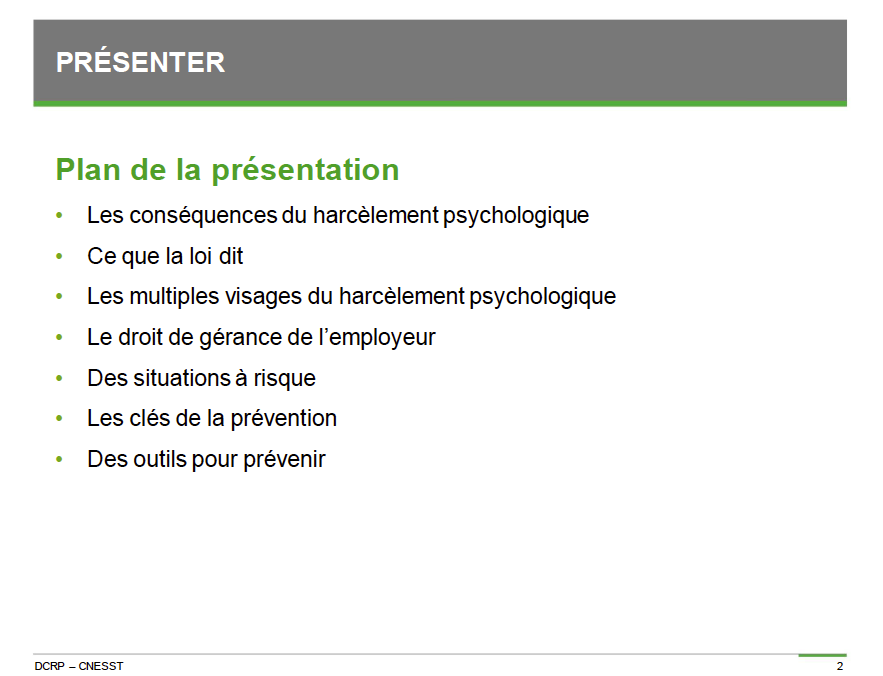 PRÉSENTER
Plan de la présentation
• Les conséquences du harcèlement psychologique
• Ce que la loi dit
• Les multiples visages du harcèlement psychologique
• Le droit de gérance de l’employeur
• Des situations à risque
• Les clés de la prévention
• Des outils pour prévenir
DCRP – CNESST
2